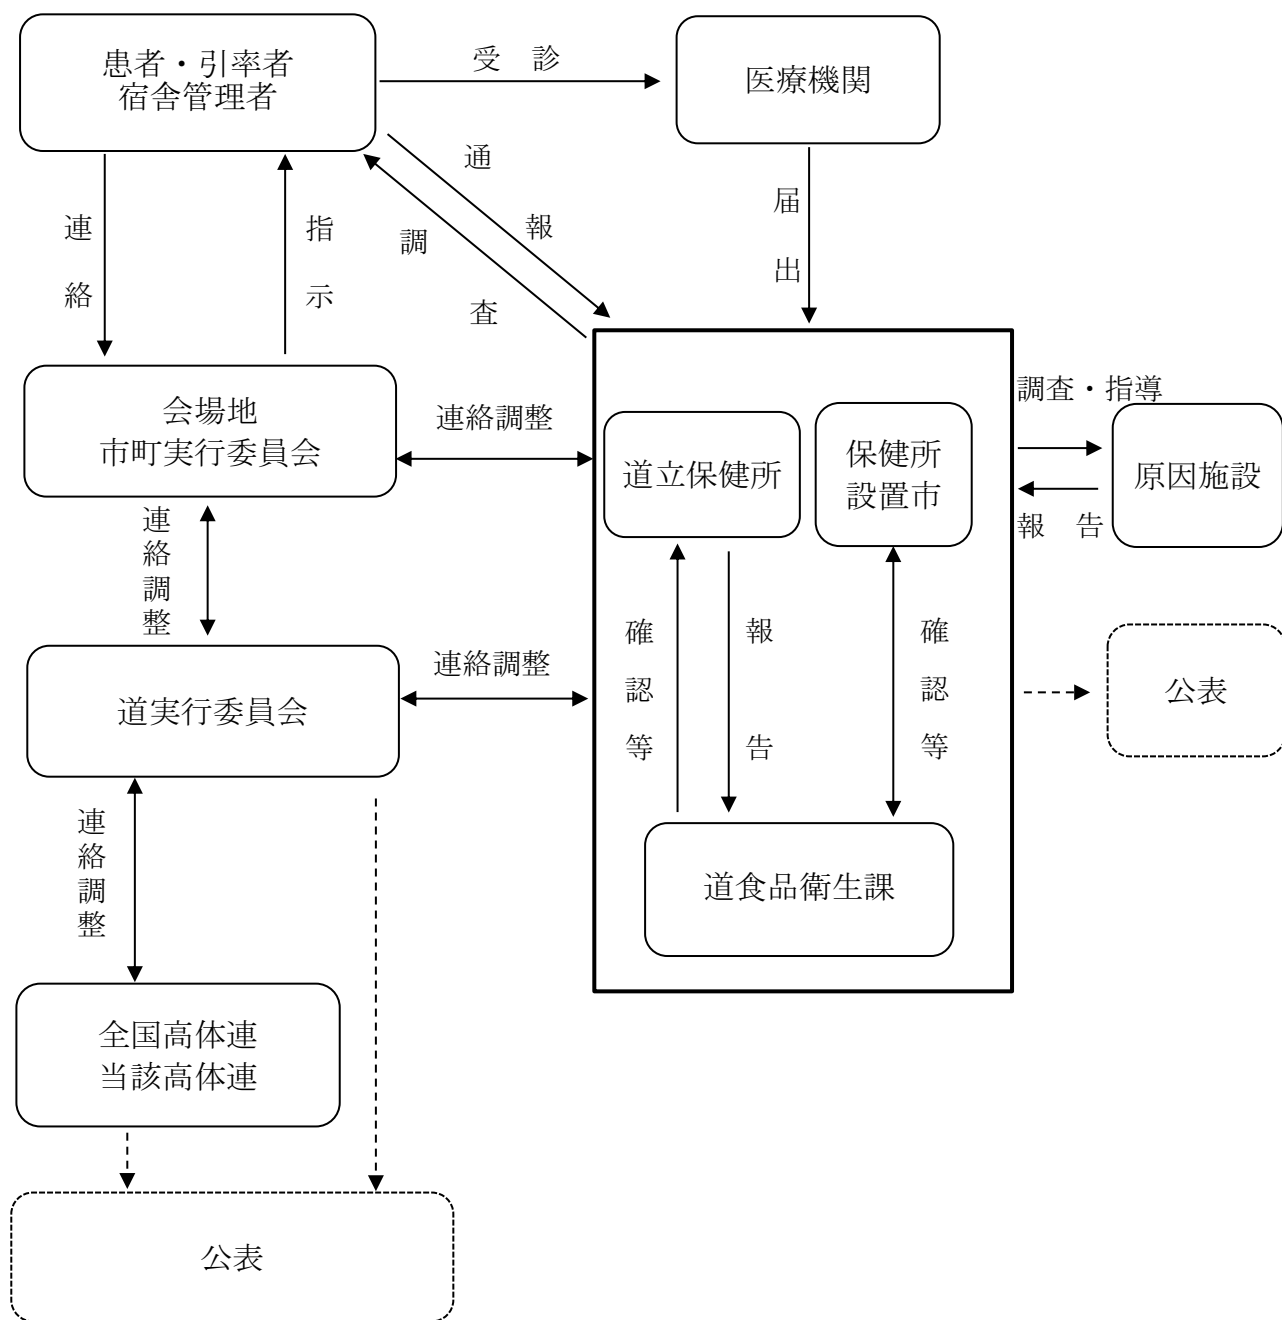 患者・引率者
宿舎管理者
受 診
医療機関
連絡
指示
通報
調査
届出
会場地
市町実行委員会
連絡調整
道立保健所
保健所
設置市
調査・指導
原因施設
報 告
連絡調整
確認等
報告
確認等
道実行委員会
連絡調整
公表
連絡調整
道食品衛生課
全国高体連
当該高体連
公表